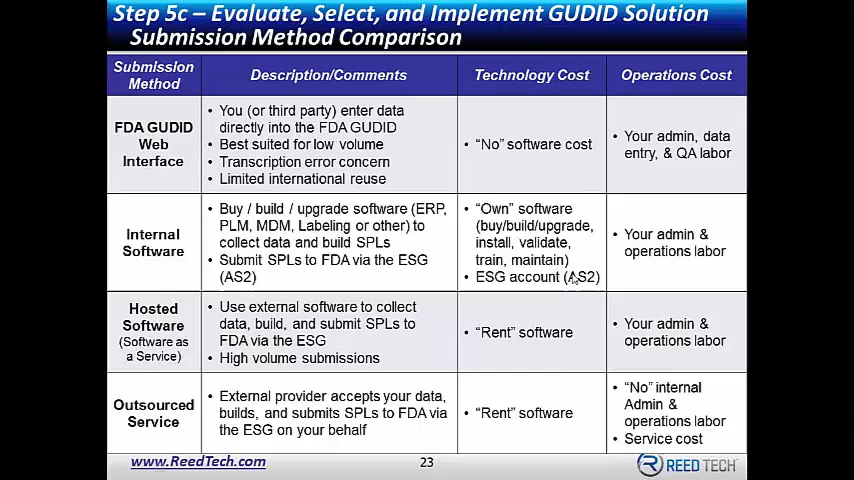 Step 5c – Evaluate, Select, and Implement GUDID Solution
Submission Method Comparison
Submission
Method
Description/Comments
Technology Cost
Operations Cost
FDA GUDID
Web
Interface
• You (or third party) enter data
directly into the FDA GUDID
• Best suited for low volume
• Transcription error concern
• Limited international reuse
• “No” software cost
• Your admin, data
entry, & QA labor
Internal
Software
• Buy / build / upgrade software (ERP,
PLM, MDM, Labeling or other) to
collect data and build SPLs
• Submit SPLs to FDA via the ESG
(AS2)
• “Own” software
(buy/build/upgrade,
install, validate,
train, maintain)
• ESG account (AS2)
• Your admin &
operations labor
Hosted
Software
(Software as
a Service)
• Use external software to collect
data, build, and submit SPLs to
FDA via the ESG
• High volume submissions
• “Rent” software
• Your admin &
operations labor
Outsourced
Service
• External provider accepts your data,
builds, and submits SPLs to FDA via
the ESG on your behalf
• “Rent” software
• “No” internal
Admin &
operations labor
• Service cost
www.ReedTech.com
23
REED TECH